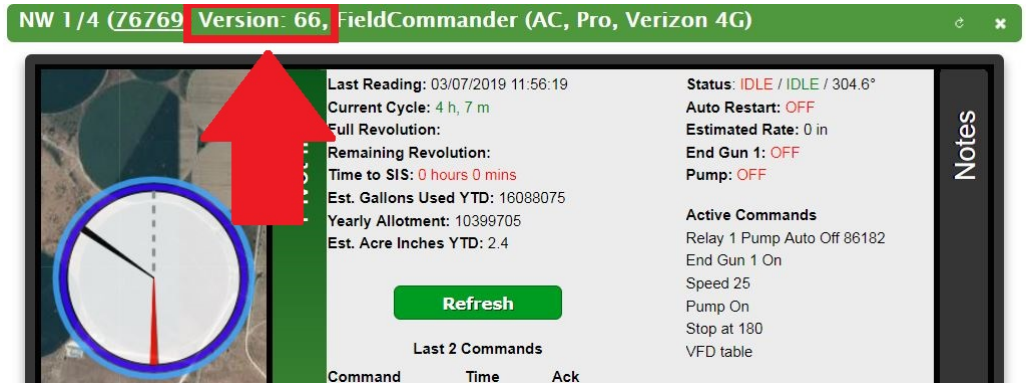 NW 1/4 (76769 Version: 66, FieldCommander (AC, Pro, Verizon 4G)
Last Reading: 03/07/2019 11:56:19
Current Cycle: 4 h, 7 m
Full Revolution:
Remaining Revolution:
Time to SIS: 0 hours 0 mins
Est. Gallons Used YTD: 16088075
Yearly Allotment: 10399705
Est. Acre Inches YTD: 2.4
Refresh
Last 2 Commands
Command Time Ack
Status: IDLE / IDLE / 304.6°
Auto Restart: OFF
Estimated Rate: 0 in
End Gun 1: OFF
Pump: OFF
Active Commands
Relay 1 Pump Auto Off 86182
End Gun 1 On
Speed 25
Pump On
Stop at 180
VFD table
Notes